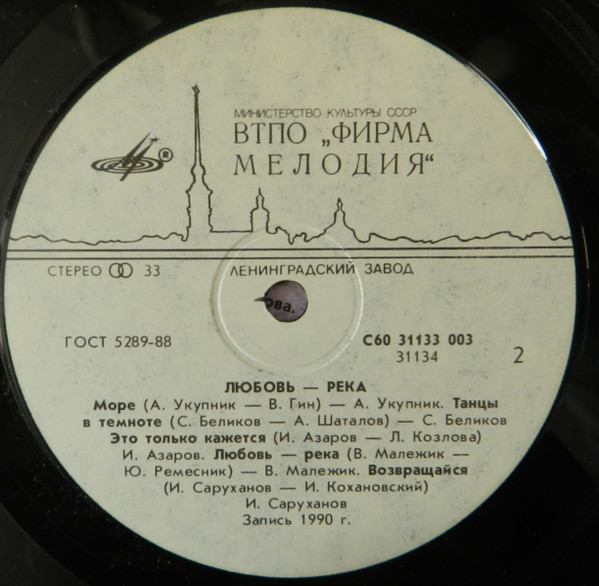 МИНИСТЕРСТВО КУЛЬТУРЫ СССР
ВТПО „ФИРМА
МЕЛОДИЯ“
®
СТЕРЕО 33 ЛЕНИНГРАДСКИЙ ЗАВОД
ова.
ГОСТ 5289-88 С60 31133 003
31134 2
ЛЮБОВЬ — РЕКА
Море (А. Укупник — В. Гин) — А. Укупник. Танцы
в темноте (С. Беликов — А. Шаталов) — С. Беликов
Это только кажется (И. Азаров — Л. Козлова)
И. Азаров. Любовь — река (В. Малежик —
Ю. Ремесник) — В. Малежик. Возвращайся
(И. Саруханов — И. Кохановский)
И. Саруханов
Запись 1990 г.